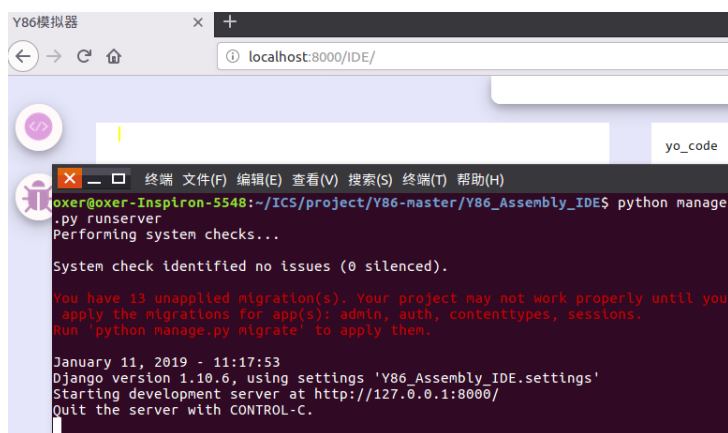 Y86模拟器
localhost:8000/IDE/
</>
yo_code
终端 文件(F) 编辑(E) 查看(V) 搜索(S) 终端(T) 帮助(H)
oxer@oxer-Inspiron-5548:~/ICS/project/Y86-master/Y86_Assembly_IDE$ python manage
.py runserver
Performing system checks...
System check identified no issues (0 silenced).
You have 13 unapplied migration(s). Your project may not work properly until you
apply the migrations for app(s): admin, auth, contenttypes, sessions.
Run 'python manage.py migrate' to apply them.
January 11, 2019 - 11:17:53
Django version 1.10.6, using settings 'Y86_Assembly_IDE.settings'
Starting development server at http://127.0.0.1:8000/
Quit the server with CONTROL-C.